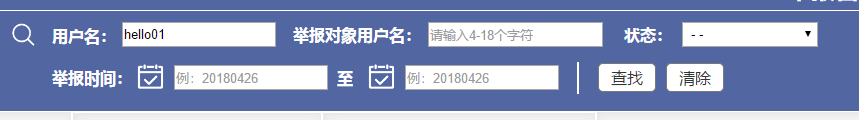 用户名： hello01 举报对象用户名： 请输入4-18个字符 状态： - -
举报时间： 例：20180426 至 例：20180426 查找 清除